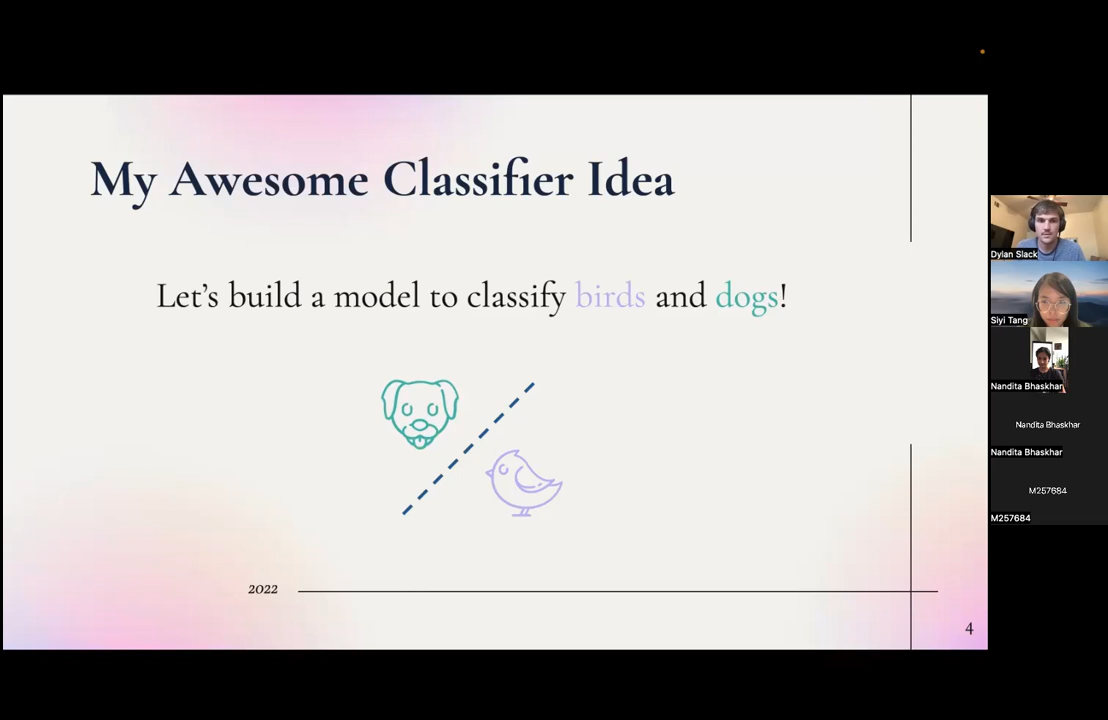 My Awesome Classifier Idea
Let's build a model to classify birds and dogs!
2022
4
Dylan Slack
Siyi Tang
Nandita Bhaskhar
Nandita Bhaskhar
Nandita Bhaskhar
M257684
M257684